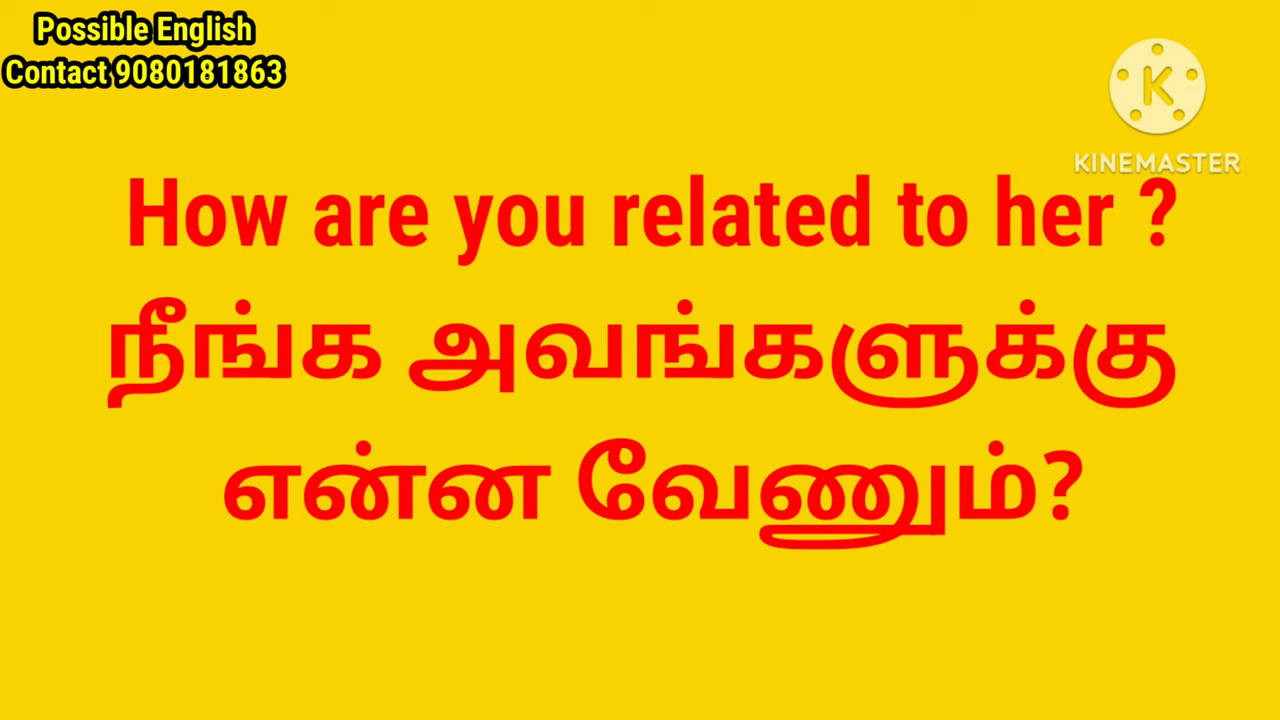 Possible English
Contact 9080181863
K
KINEMASTER
How are you related to her ?
நீங்க அவங்களுக்கு
என்ன வேணும்?